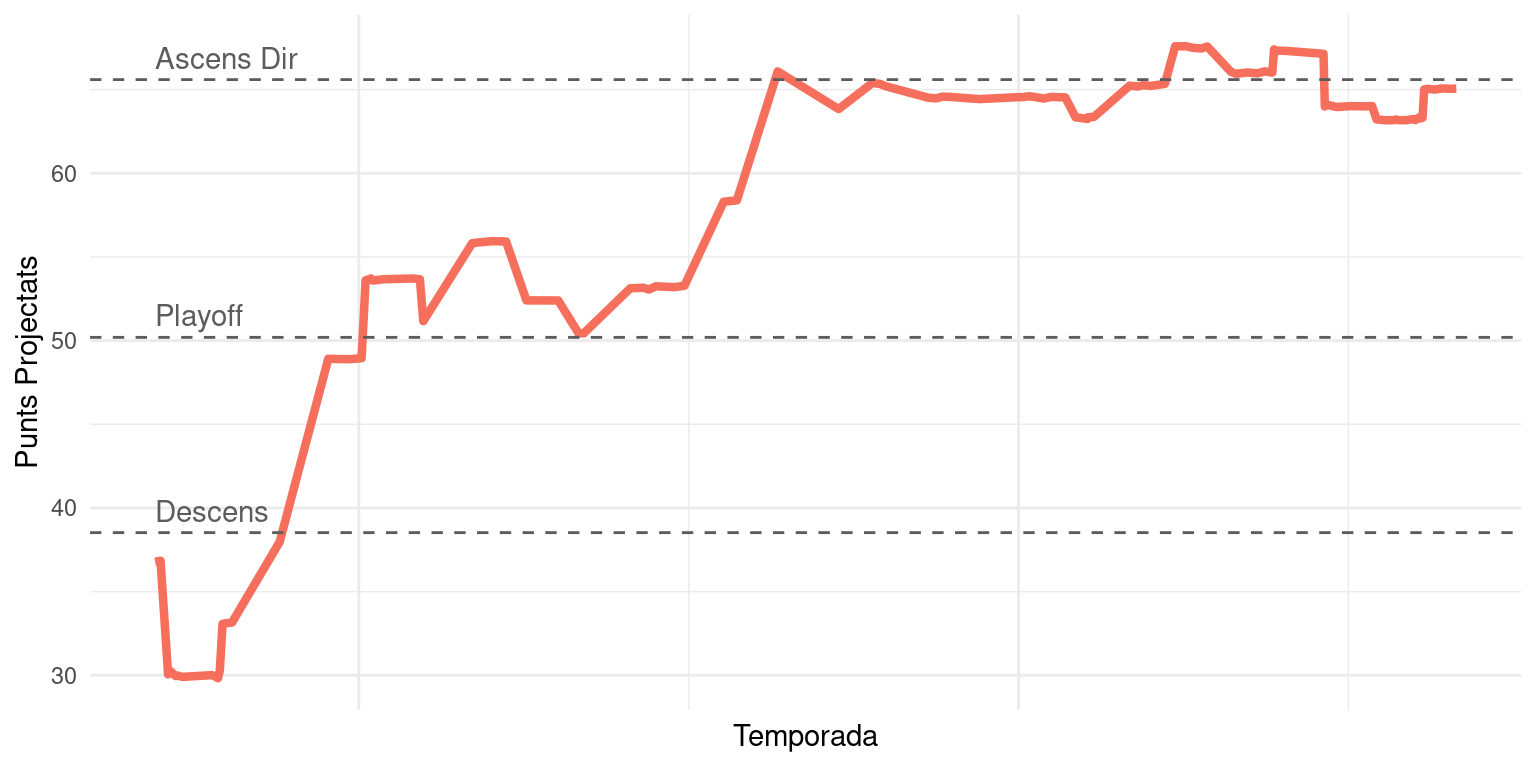 Ascens Dir
60
Playoff
50
Descens
40
30
Punts Projectats
Temporada